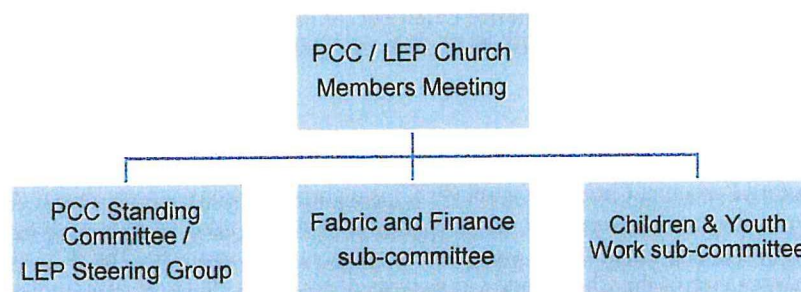 PCC / LEP Church
Members Meeting
PCC Standing
Committee /
LEP Steering Group
Fabric and Finance
sub-committee
Children & Youth
Work sub-committee